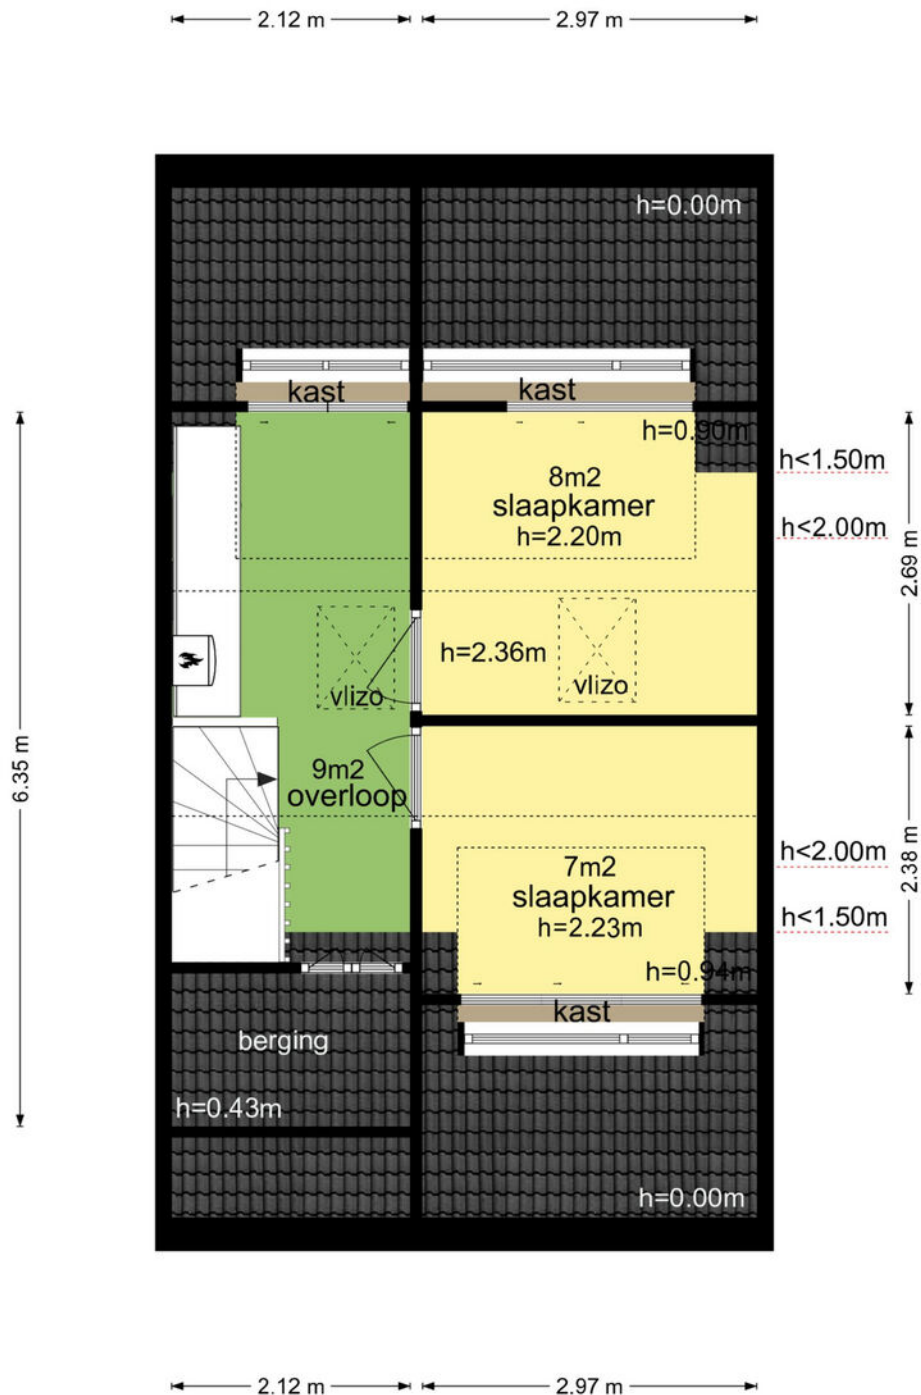 2.12 m
2.97 m
h=0.00m
kast
kast
h=0.90m
h<1.50m
8m2
slaapkamer
h=2.20m
h<2.00m
2.69 m
h=2.36m
vlizo
vlizo
6.35 m
9m2
overloop
h<2.00m
2.38 m
7m2
slaapkamer
h=2.23m
h<1.50m
h=0.94m
kast
berging
h=0.43m
h=0.00m
2.12 m
2.97 m